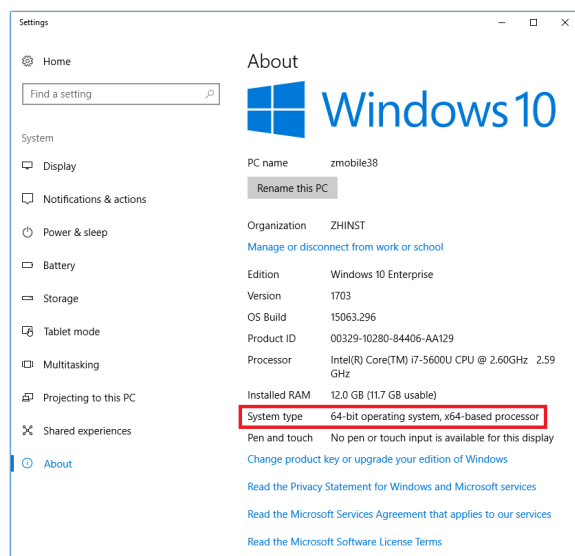 Settings
Home
Find a setting
System
Display
Notifications & actions
Power & sleep
Battery
Storage
Tablet mode
Multitasking
Projecting to this PC
Shared experiences
About
About
Windows 10
PC name zmobile38
Rename this PC
Organization ZHINST
Manage or disconnect from work or school
Edition Windows 10 Enterprise
Version 1703
OS Build 15063.296
Product ID 00329-10280-84406-AA129
Processor Intel(R) Core(TM) i7-5600U CPU @ 2.60GHz 2.59
GHz
Installed RAM 12.0 GB (11.7 GB usable)
System type 64-bit operating system, x64-based processor
Pen and touch No pen or touch input is available for this display
Change product key or upgrade your edition of Windows
Read the Privacy Statement for Windows and Microsoft services
Read the Microsoft Services Agreement that applies to our services
Read the Microsoft Software License Terms